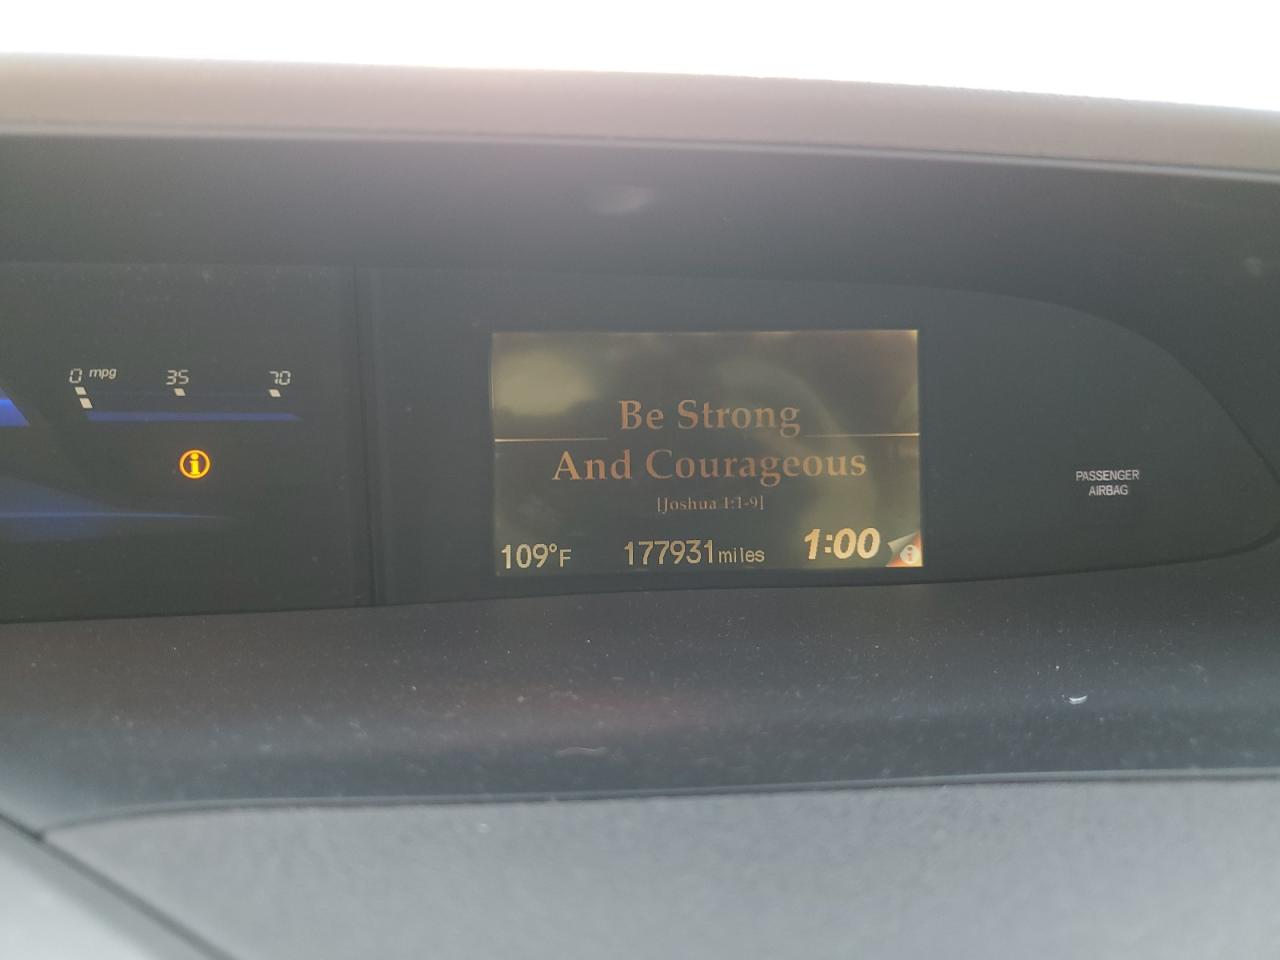 0 mpg 35 70
Be Strong
And Courageous
[Joshua 1:1-9]
109°F 177931 miles 1:00
PASSENGER
AIRBAG